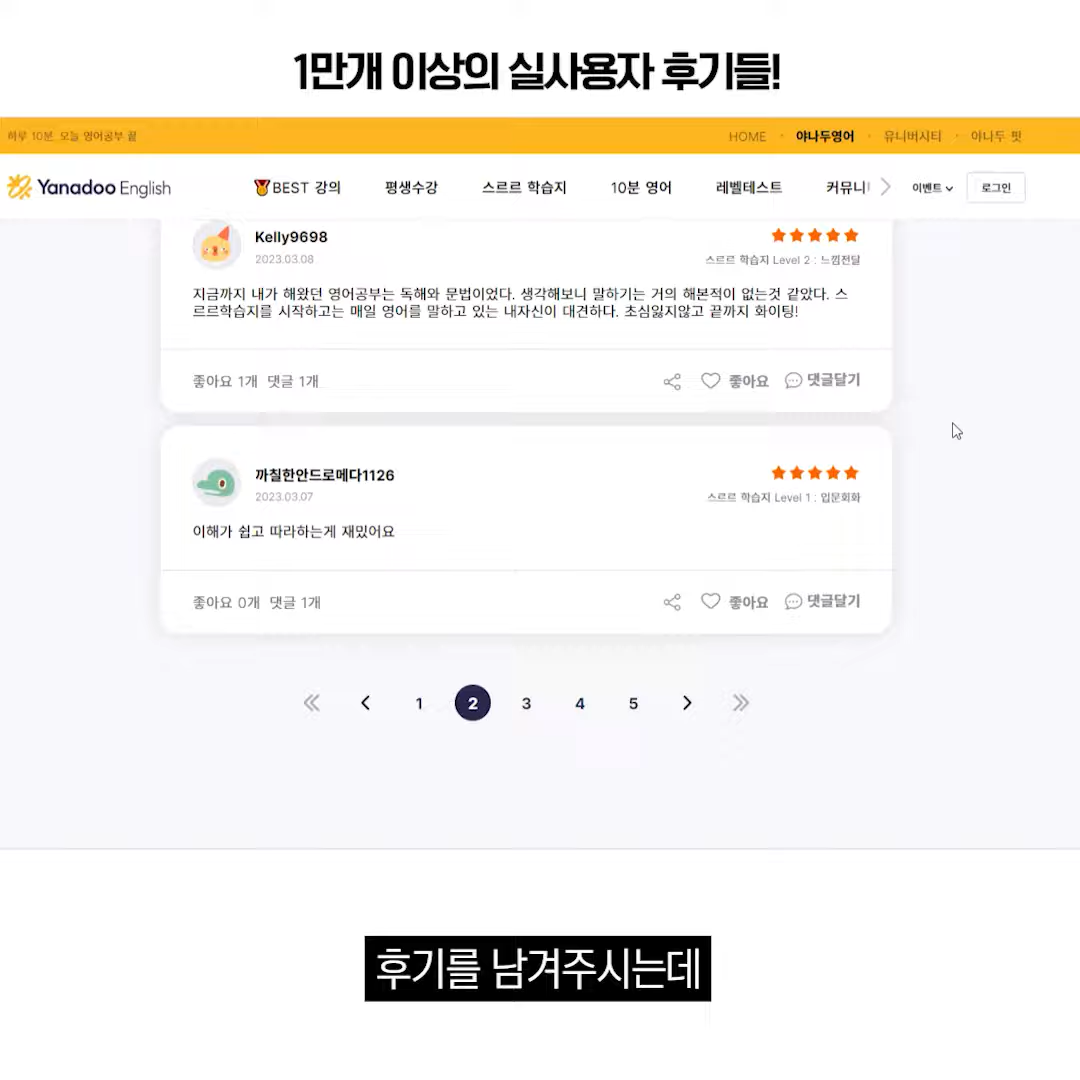 1만개 이상의 실사용자 후기들!
하루 10분 오늘 영어공부 끝 HOME · 야나두영어 · 유니버시티 · 야나두 핏
Yanadoo English BEST 강의 평생수강 스르르 학습지 10분 영어 레벨테스트 커뮤니 이벤트 로그인
Kelly9698
2023.03.08 스르르 학습지 Level 2 : 느낌전달
지금까지 내가 해왔던 영어공부는 독해와 문법이었다. 생각해보니 말하기는 거의 해본적이 없는것 같았다. 스
르르학습지를 시작하고는 매일 영어를 말하고 있는 내자신이 대견하다. 초심잃지않고 끝까지 화이팅!
좋아요 1개 댓글 1개 좋아요 댓글달기
까칠한안드로메다1126
2023.03.07 스르르 학습지 Level 1 : 입문회화
이해가 쉽고 따라하는게 재밌어요
좋아요 0개 댓글 1개 좋아요 댓글달기
1 2 3 4 5
후기를 남겨주시는데